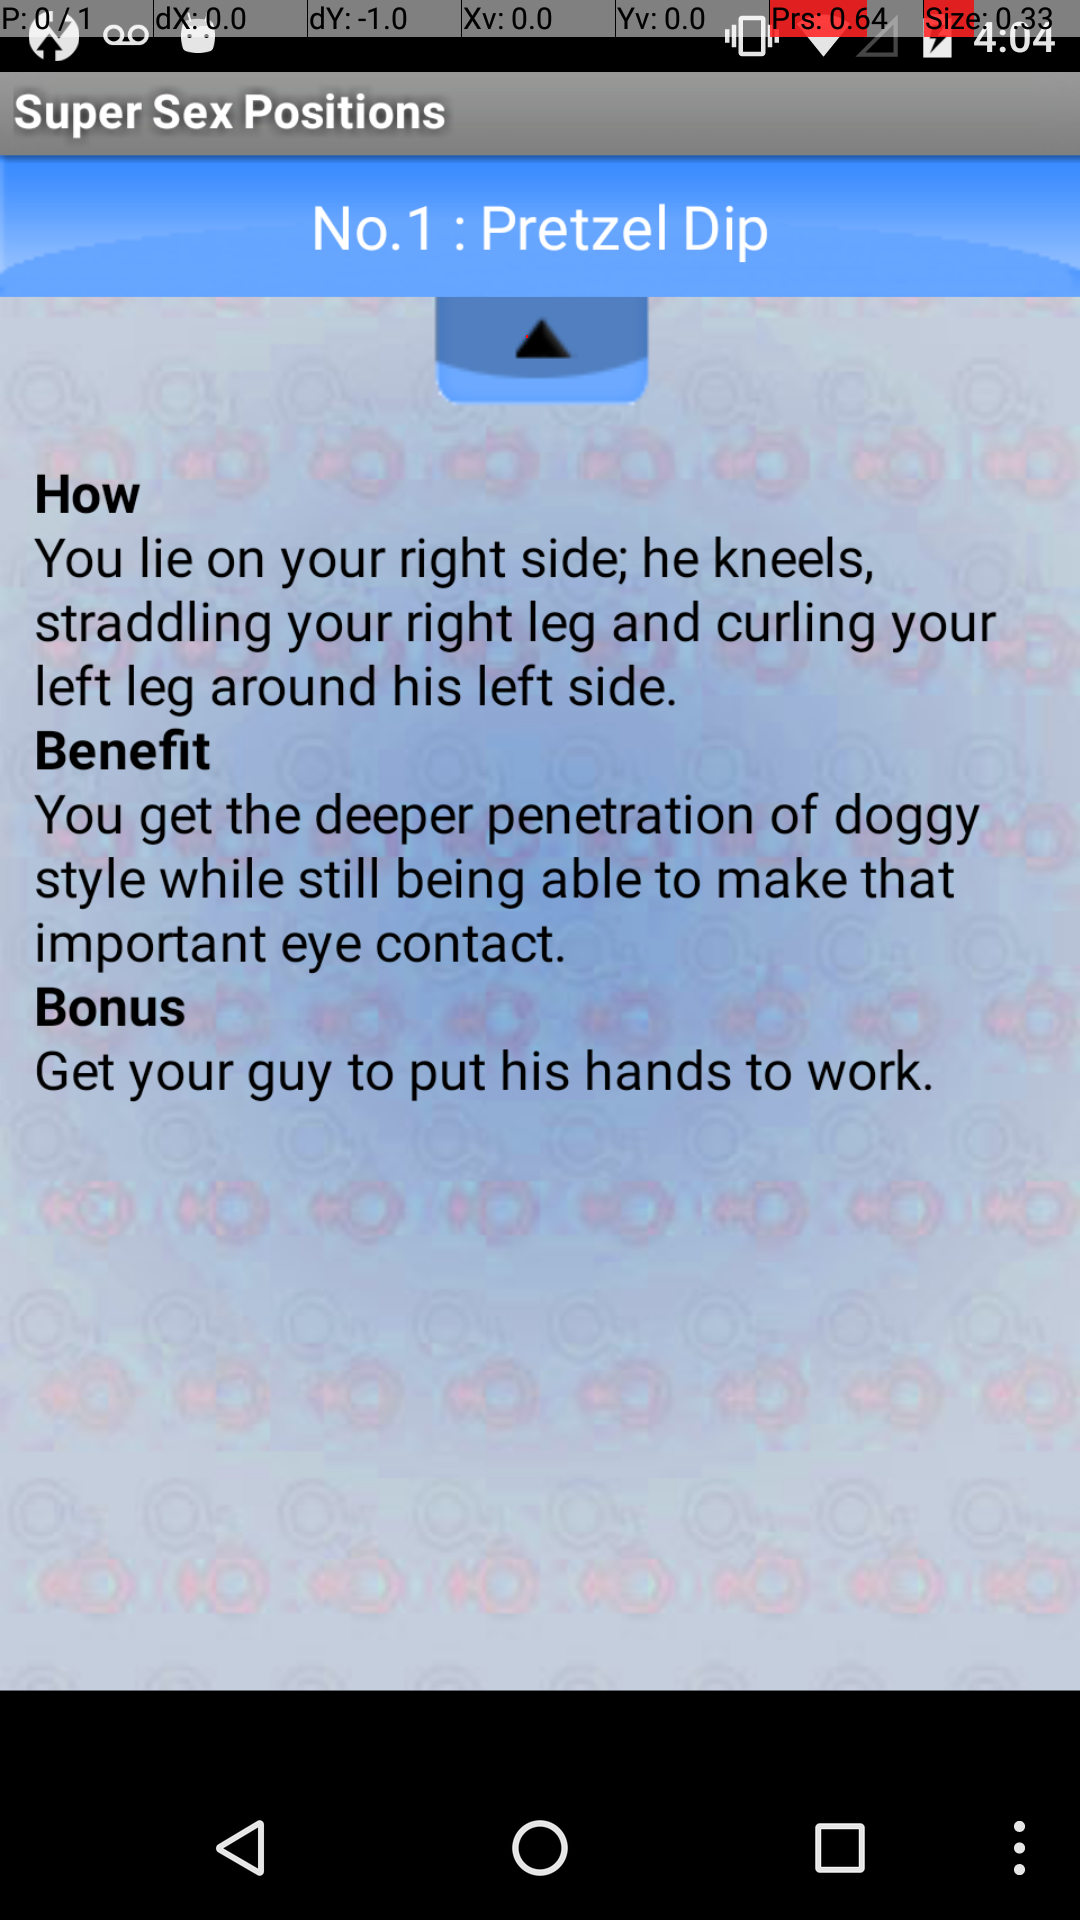 P: 0 / 1 dX: 0.0 dY: -1.0 Xv: 0.0 Yv: 0.0 Prs: 0.64 Size: 0.33
4:04
Super Sex Positions
No.1 : Pretzel Dip
How
You lie on your right side; he kneels,
straddling your right leg and curling your
left leg around his left side.
Benefit
You get the deeper penetration of doggy
style while still being able to make that
important eye contact.
Bonus
Get your guy to put his hands to work.